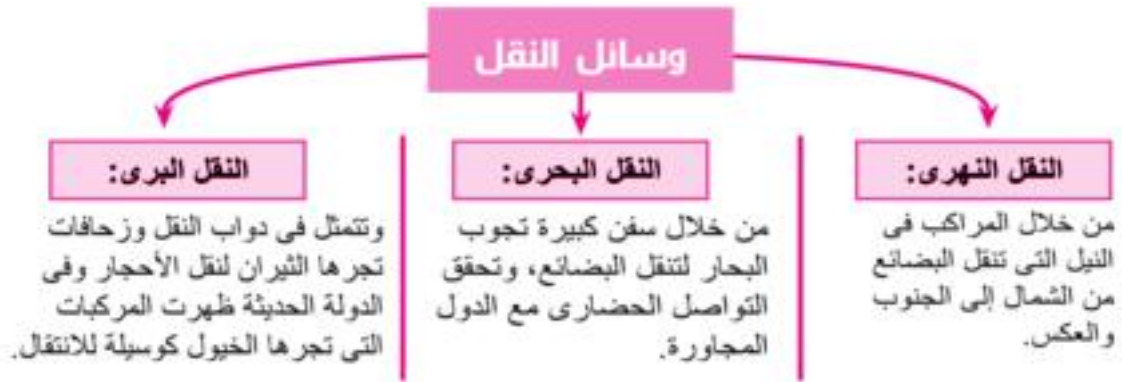 وسائل النقل
النقل النهرى:
من خلال المراكب فى
النيل التى تنقل البضائع
من الشمال إلى الجنوب
والعكس.
النقل البحرى:
من خلال سفن كبيرة تجوب
البحار لتنقل البضائع، وتحقق
التواصل الحضارى مع الدول
المجاورة.
النقل البرى:
وتتمثل فى دواب النقل وزحافات
تجرها الثيران لنقل الأحجار وفى
الدولة الحديثة ظهرت المركبات
التى تجرها الخيول كوسيلة للانتقال.